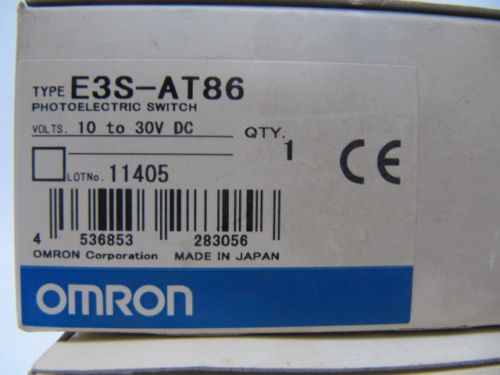 TYPE E3S-AT86
PHOTOELECTRIC SWITCH
VOLTS. 10 to 30V DC
QTY. 1
LOTNo. 11405
CE
4 536853 283056
OMRON Corporation MADE IN JAPAN
OMRON